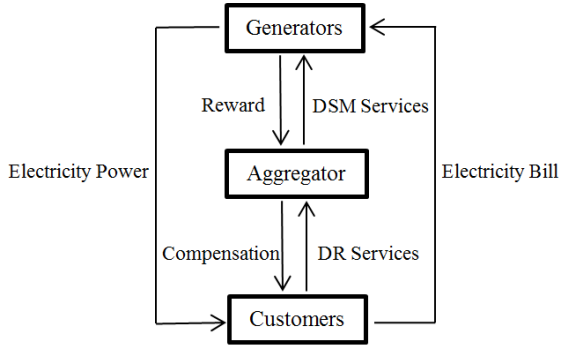 Generators
Reward
DSM Services
Electricity Power
Aggregator
Electricity Bill
Compensation
DR Services
Customers